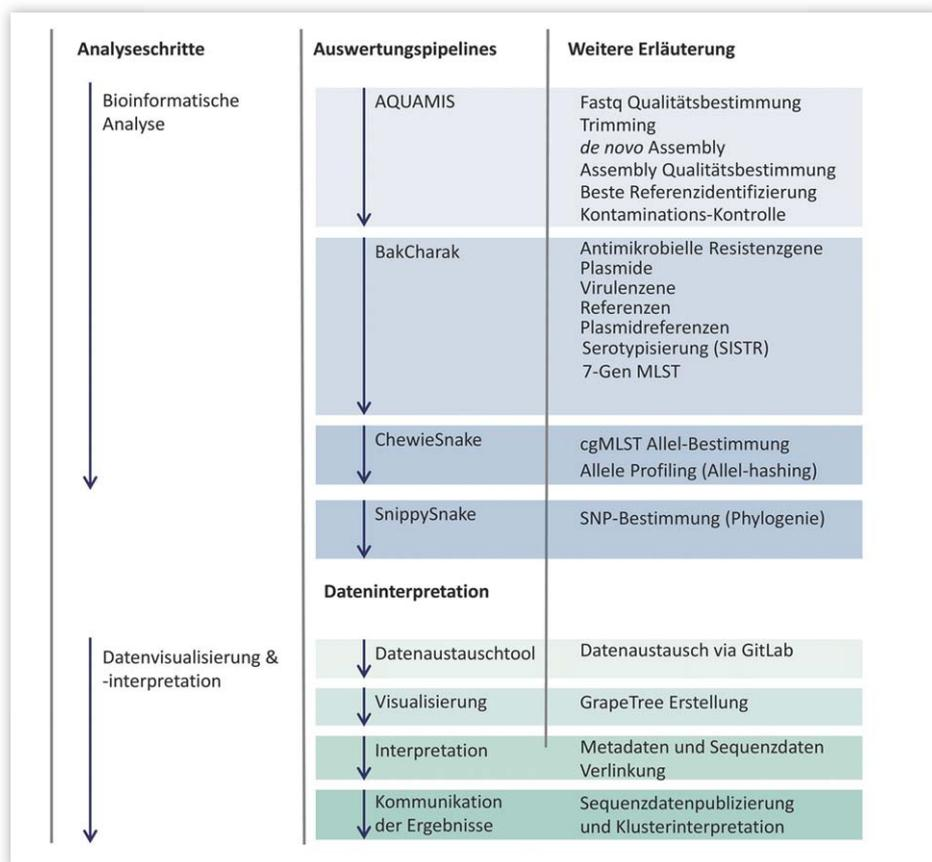 Analyseschritte
Auswertungspipelines
Weitere Erläuterung
Bioinformatische
Analyse
AQUAMIS
Fastq Qualitätsbestimmung
Trimming
de novo Assembly
Assembly Qualitätsbestimmung
Beste Referenzidentifizierung
Kontaminations-Kontrolle
BakCharak
Antimikrobielle Resistenzgene
Plasmide
Virulenzene
Referenzen
Plasmidreferenzen
Serotypisierung (SISTR)
7-Gen MLST
ChewieSnake
cgMLST Allel-Bestimmung
Allele Profiling (Allel-hashing)
SnippySnake
SNP-Bestimmung (Phylogenie)
Dateninterpretation
Datenvisualisierung &
-interpretation
Datenaustauschtool
Datenaustausch via GitLab
Visualisierung
GrapeTree Erstellung
Interpretation
Metadaten und Sequenzdaten
Verlinkung
Kommunikation
der Ergebnisse
Sequenzdatenpublizierung
und Klusterinterpretation